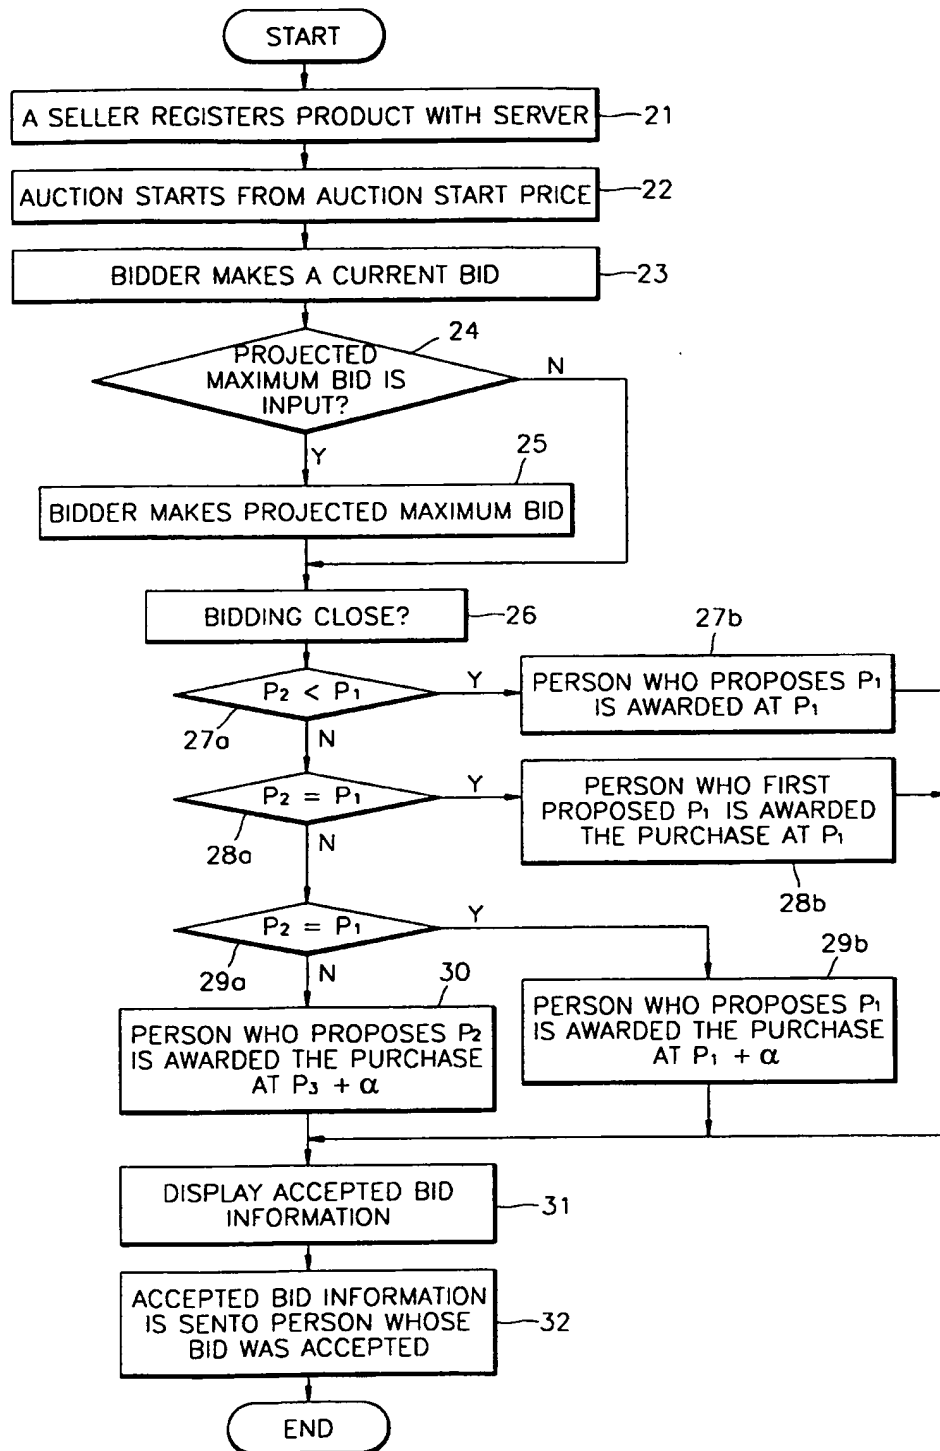 START
A SELLER REGISTERS PRODUCT WITH SERVER
21
AUCTION STARTS FROM AUCTION START PRICE
22
BIDDER MAKES A CURRENT BID
23
24
PROJECTED
MAXIMUM BID IS
INPUT?
N
Y
25
BIDDER MAKES PROJECTED MAXIMUM BID
BIDDING CLOSE?
26
27b
P₂ < P₁
Y
PERSON WHO PROPOSES P₁
IS AWARDED AT P₁
27a
N
P₂ = P₁
Y
PERSON WHO FIRST
PROPOSED P₁ IS AWARDED
THE PURCHASE AT P₁
28a
N
28b
P₂ = P₁
Y
29a
N
30
29b
PERSON WHO PROPOSES P₂
IS AWARDED THE PURCHASE
AT P₃ + α
PERSON WHO PROPOSES P₁
IS AWARDED THE PURCHASE
AT P₁ + α
DISPLAY ACCEPTED BID
INFORMATION
31
ACCEPTED BID INFORMATION
IS SENTO PERSON WHOSE
BID WAS ACCEPTED
32
END